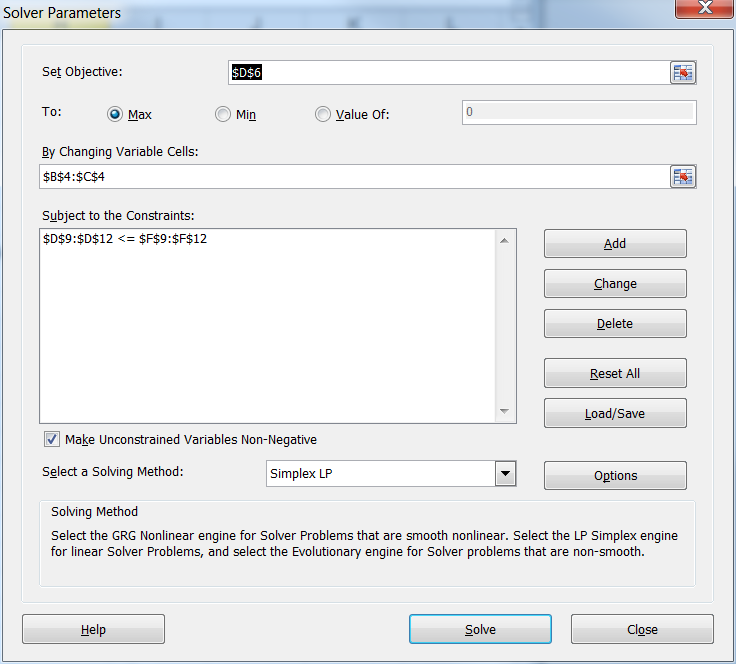 Solver Parameters
Set Objective:
$D$6
To:
Max
Min
Value Of:
0
By Changing Variable Cells:
$B$4:$C$4
Subject to the Constraints:
$D$9:$D$12 <= $F$9:$F$12
Add
Change
Delete
Reset All
Load/Save
Make Unconstrained Variables Non-Negative
Select a Solving Method:
Simplex LP
Options
Solving Method
Select the GRG Nonlinear engine for Solver Problems that are smooth nonlinear. Select the LP Simplex engine
for linear Solver Problems, and select the Evolutionary engine for Solver problems that are non-smooth.
Help
Solve
Close